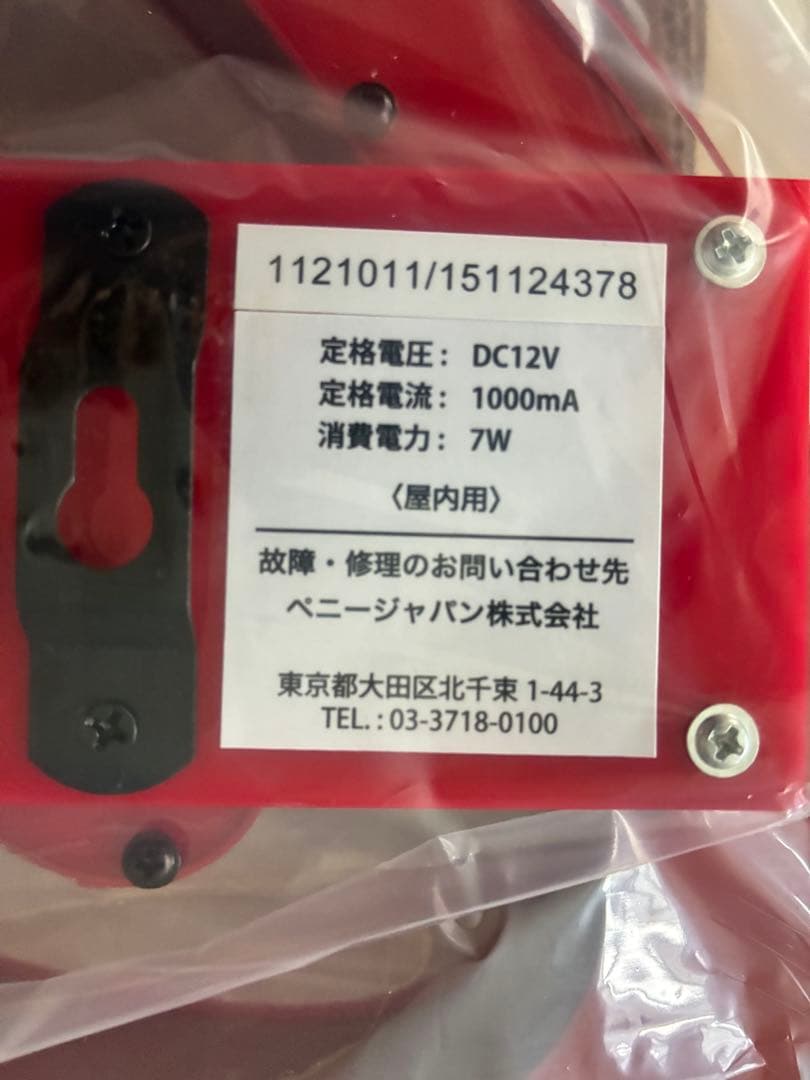 1121011/151124378
定格電圧： DC12V
定格電流： 1000mA
消費電力： 7W
〈屋内用〉
故障・修理のお問い合わせ先
ペニージャパン株式会社
東京都大田区北千束 1-44-3
TEL. : 03-3718-0100